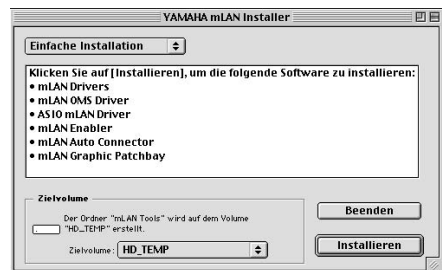 YAMAHA mLAN Installer
Einfache Installation
Klicken Sie auf [Installieren], um die folgende Software zu installieren:
• mLAN Drivers
• mLAN OMS Driver
• ASIO mLAN Driver
• mLAN Enabler
• mLAN Auto Connector
• mLAN Graphic Patchbay
Zielvolume
Der Ordner "mLAN Tools" wird auf dem Volume
"HD_TEMP" erstellt.
Zielvolume: HD_TEMP
Beenden
Installieren